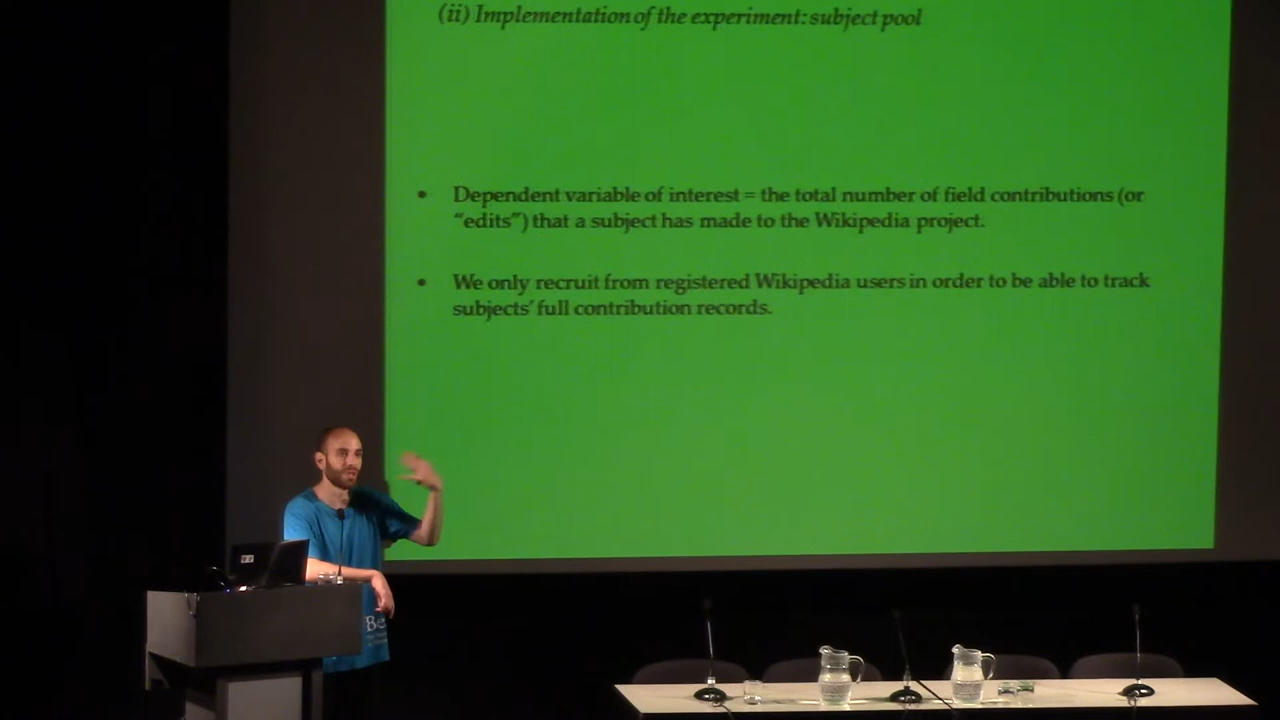 (ii) Implementation of the experiment: subject pool
• Dependent variable of interest = the total number of field contributions (or
“edits”) that a subject has made to the Wikipedia project.
• We only recruit from registered Wikipedia users in order to be able to track
subjects’ full contribution records.